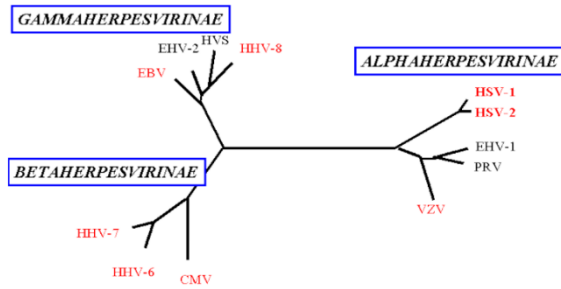 GAMMAHERPESVIRINAE
HVS
EHV-2
HHV-8
EBV
ALPHAHERPESVIRINAE
HSV-1
HSV-2
EHV-1
PRV
VZV
BETAHERPESVIRINAE
HHV-7
HHV-6
CMV